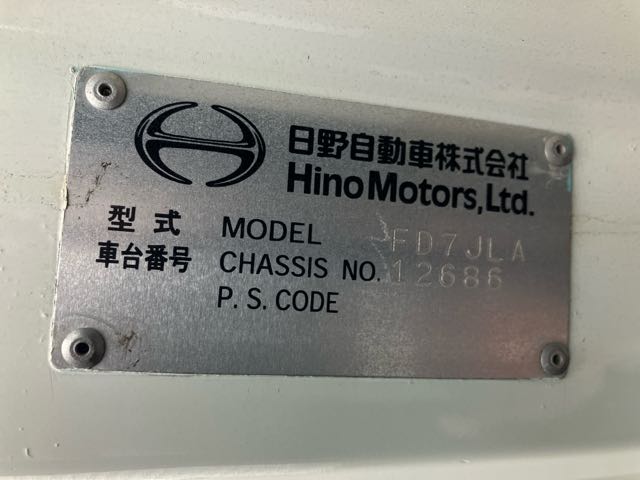 日野自動車株式会社
Hino Motors, Ltd.
型式 MODEL FD7JLA
車台番号 CHASSIS NO. 12686
P. S. CODE